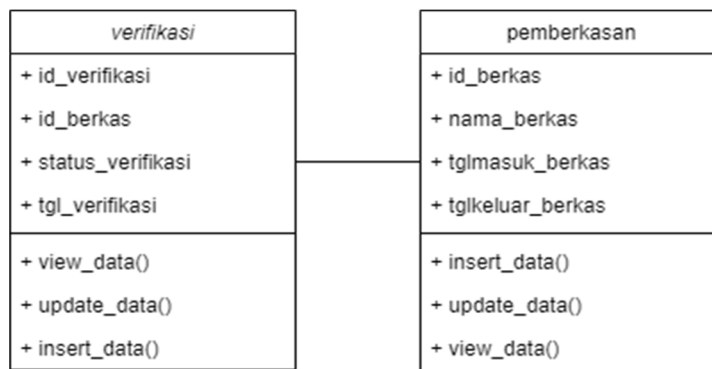 verifikasi
+ id_verifikasi
+ id_berkas
+ status_verifikasi
+ tgl_verifikasi
+ view_data()
+ update_data()
+ insert_data()
pemberkasan
+ id_berkas
+ nama_berkas
+ tglmasuk_berkas
+ tglkeluar_berkas
+ insert_data()
+ update_data()
+ view_data()